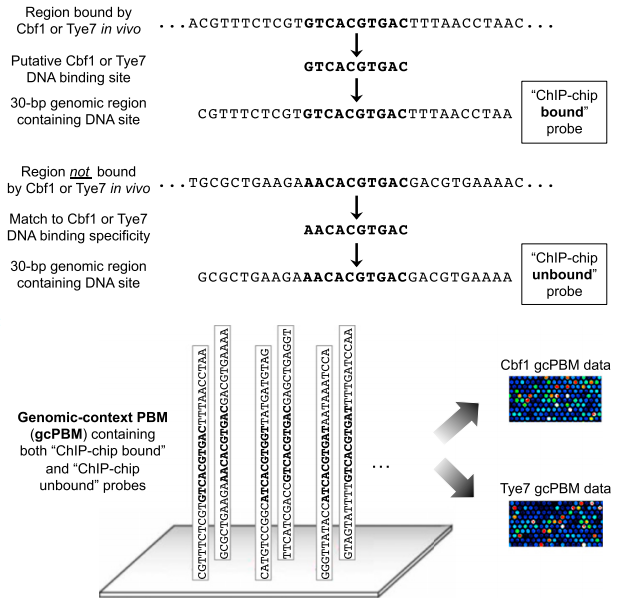 Region bound by
Cbf1 or Tye7 in vivo
...ACGTTTCTCGTGTCACGTGACTTTAACCTAAC...
Putative Cbf1 or Tye7
DNA binding site
GTCACGTGAC
30-bp genomic region
containing DNA site
CGTTTCTCGTGTCACGTGACTTTAACCTAA
“ChIP-chip
bound”
probe
Region not bound
by Cbf1 or Tye7 in vivo
...TGCGCTGAAGAAACACGTGACGACGTGAAAAC...
Match to Cbf1 or Tye7
DNA binding specificity
AACACGTGAC
30-bp genomic region
containing DNA site
GCGCTGAAGAAACACGTGACGACGTGAAAA
“ChIP-chip
unbound”
probe
Genomic-context PBM
(gcPBM) containing
both “ChIP-chip bound”
and “ChIP-chip
unbound” probes
CGTTTCTCGTGTCACGTGACTTTAACCTAA
GCGCTGAAGAAACACGTGACGACGTGAAAA
CATGTCCGGCATCACGTGGTTATGATGTAG
TTCATCGACCGTCACGTGACGAGCTGAGGT
GGGTTATACCATCACGTGATAATAAATCCA
GTAGTATTTTGTCACGTGATTTTGATCCAA
...
Cbf1 gcPBM data
Tye7 gcPBM data